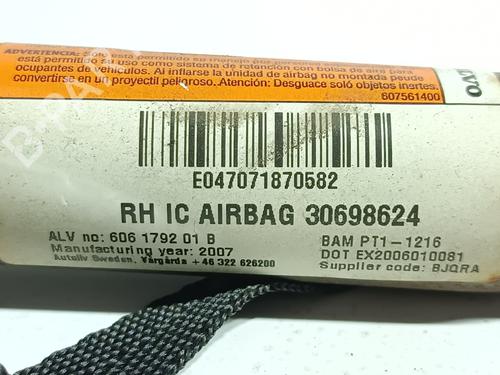 ADVERTENCIA:
está permitido su uso como sistema de retención con bolsa de aire para
ocupantes de vehículos. Al inflarse la unidad de airbag no montada puede
convertirse en un proyectil peligroso. Atención: Desguace soló objetos inertes.
607561400
E047071870582
RH IC AIRBAG 30698624
ALV no: 606 1792 01 B
BAM PT1-1216
Manufacturing year: 2007
DOT EX2006010081
Autoliv Sweden, Vårgårda +46 322 626200
Supplier code: BJQRA